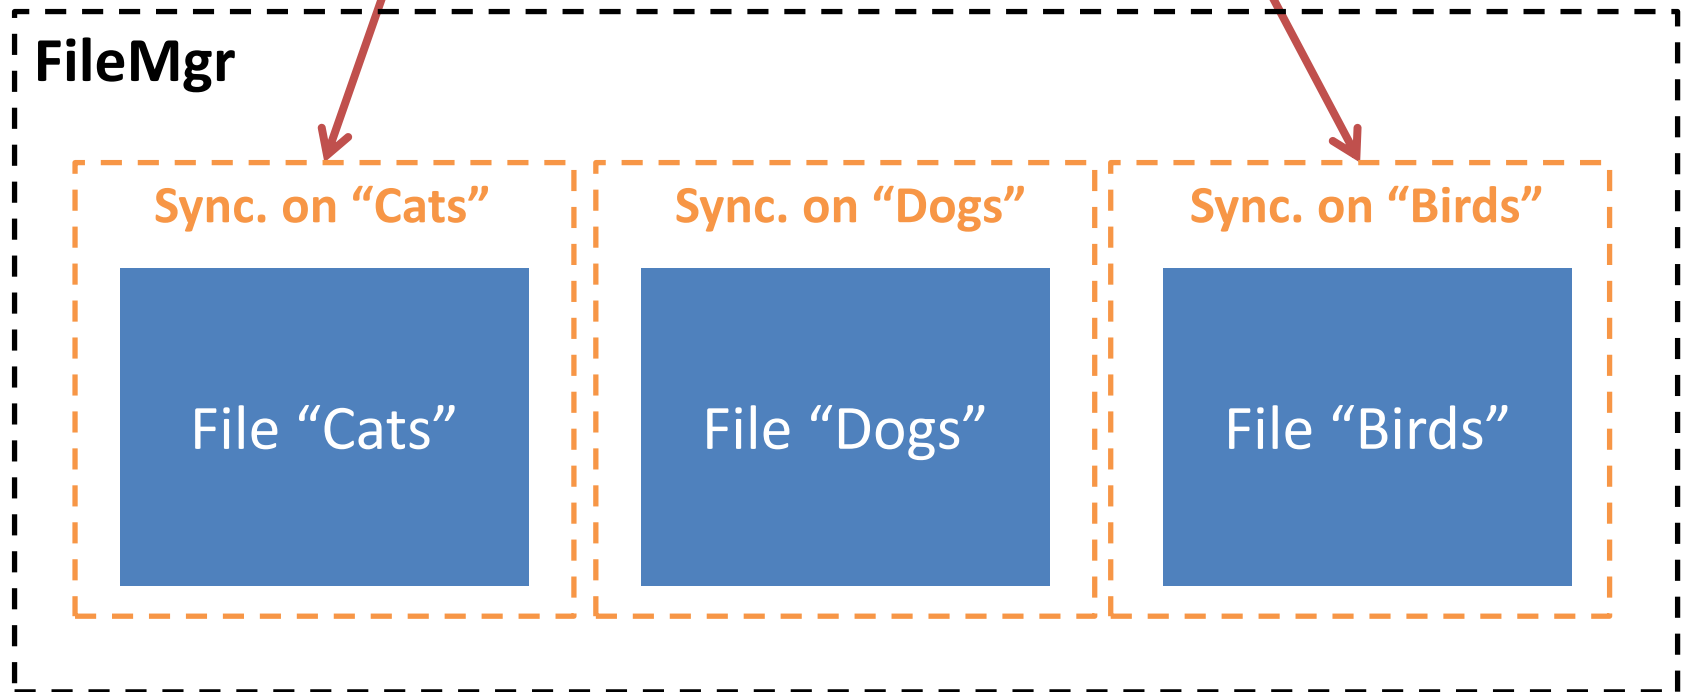 FileMgr
Sync. on “Cats”
Sync. on “Dogs”
Sync. on “Birds”
File “Cats”
File “Dogs”
File “Birds”